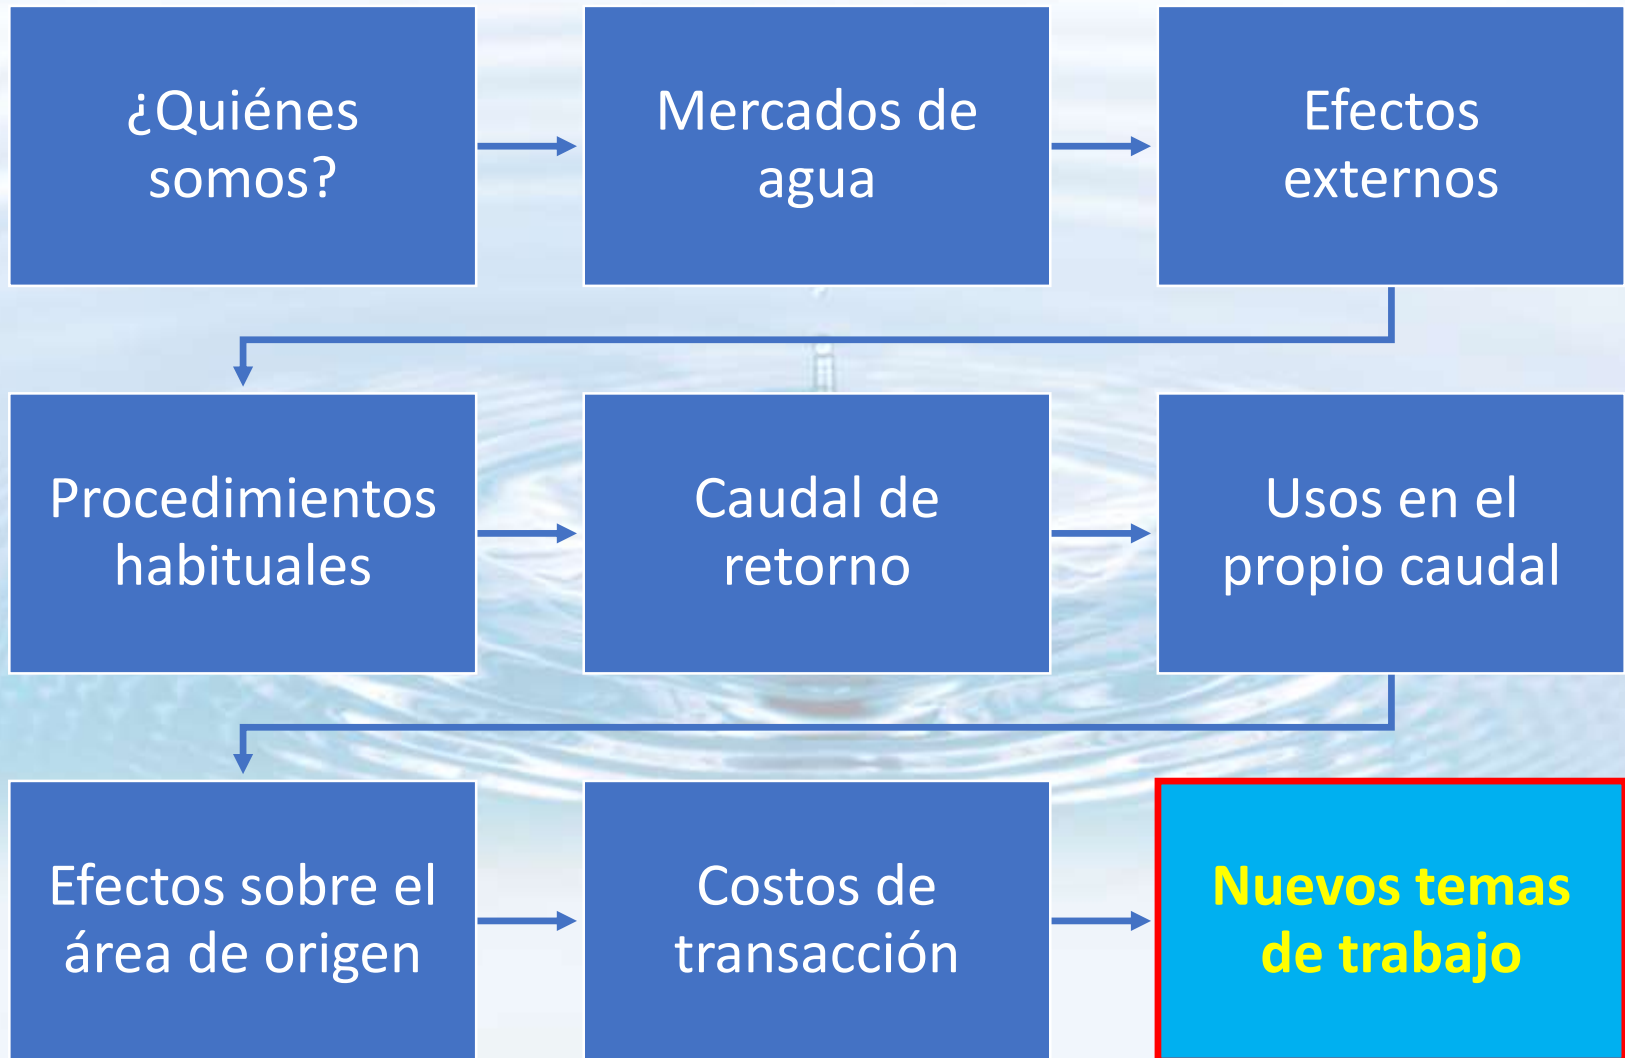 ¿Quiénes
somos?
Mercados de
agua
Efectos
externos
Procedimientos
habituales
Caudal de
retorno
Usos en el
propio caudal
Efectos sobre el
área de origen
Costos de
transacción
Nuevos temas
de trabajo